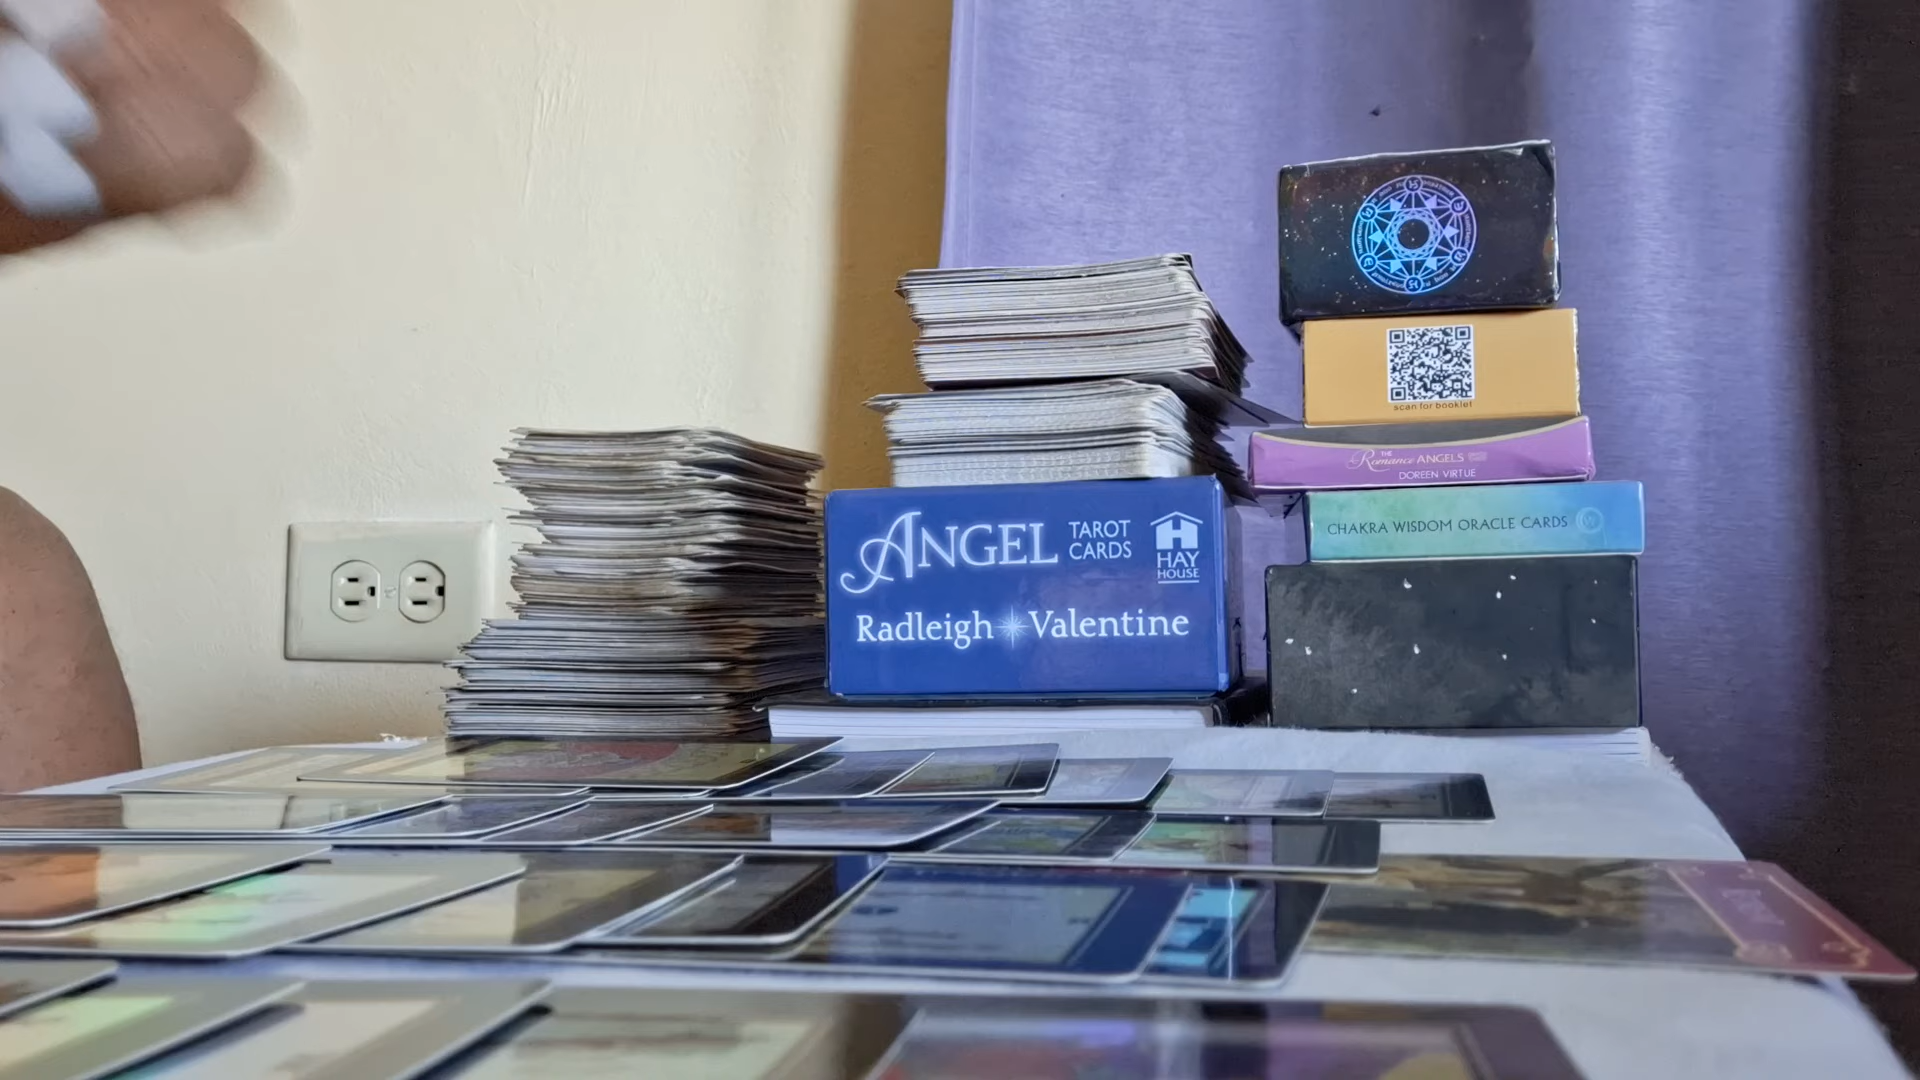 ANGEL TAROT
CARDS
HAY
HOUSE
Radleigh Valentine
scan for booklet
THE
Romance ANGELS
DOREEN VIRTUE
CHAKRA WISDOM ORACLE CARDS